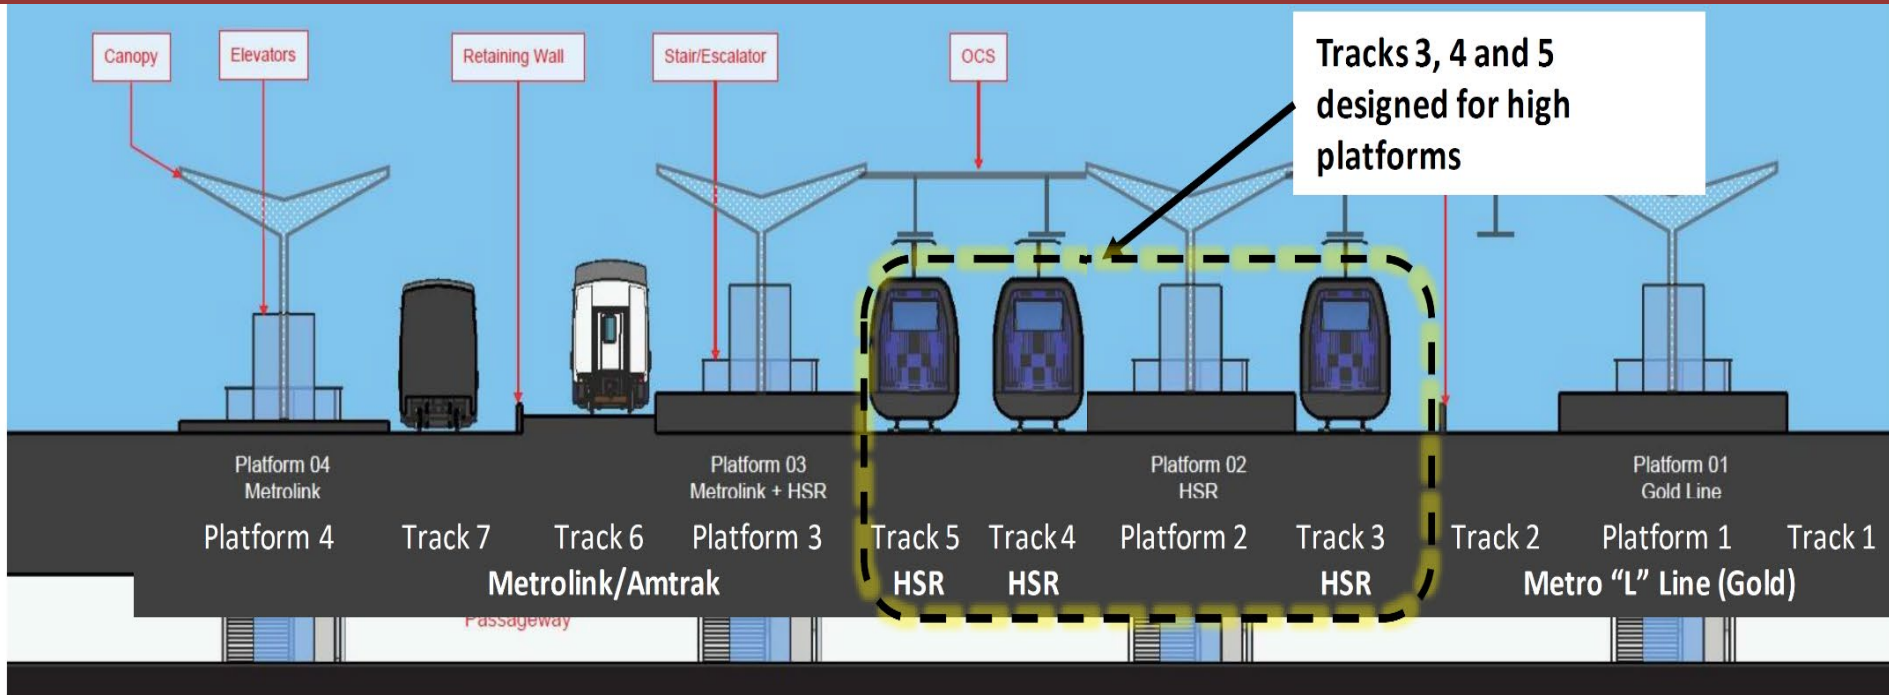 Canopy
Elevators
Retaining Wall
Stair/Escalator
OCS
Tracks 3, 4 and 5
designed for high
platforms
Platform 04
Metrolink
Platform 03
Metrolink + HSR
Platform 02
HSR
Platform 01
Gold Line
Platform 4
Track 7
Track 6
Platform 3
Track 5
Track 4
Platform 2
Track 3
Track 2
Platform 1
Track 1
Metrolink/Amtrak
HSR
HSR
HSR
Metro “L” Line (Gold)
Passageway